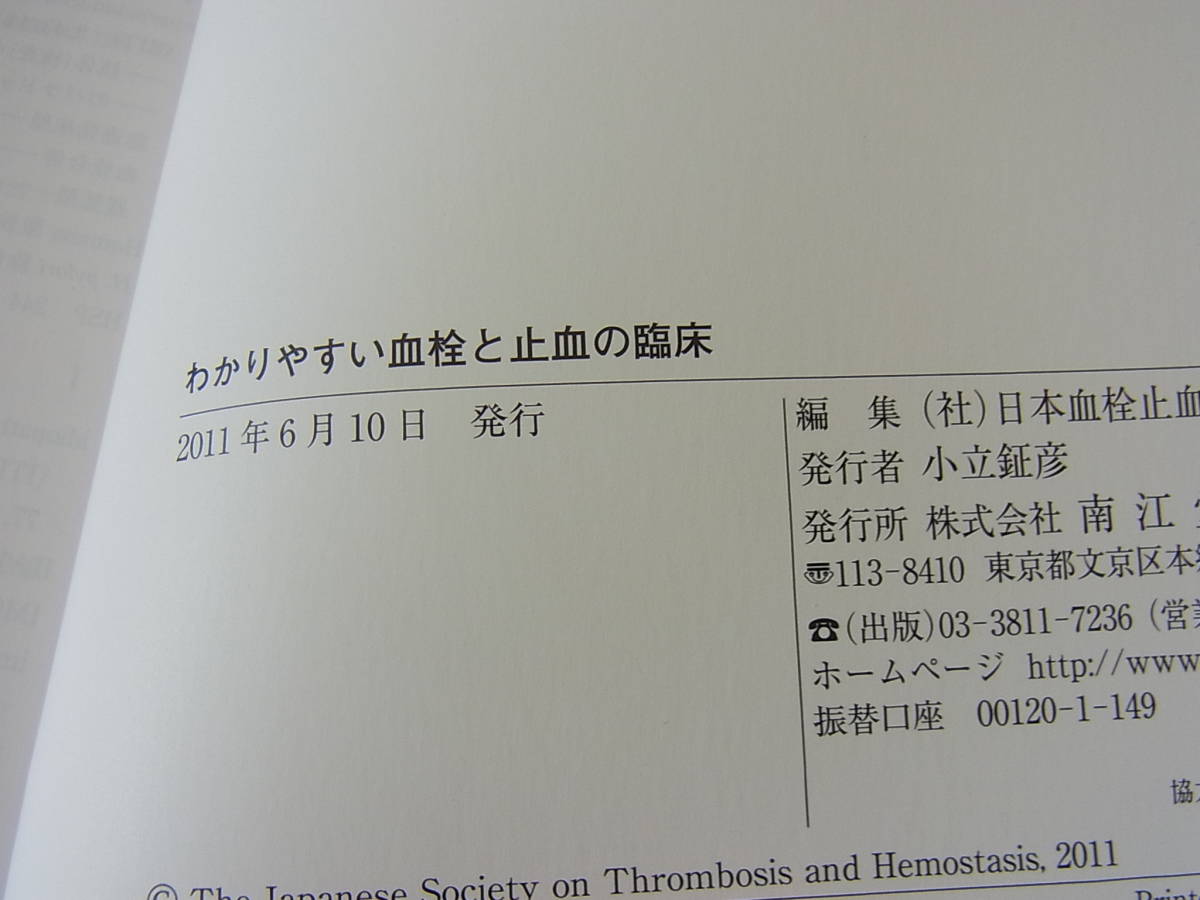 わかりやすい血栓と止血の臨床
2011年6月10日 発行
編 集 (社)日本血栓止血
発行者 小立鉦彦
発行所 株式会社 南 江
〠113-8410 東京都文京区本
☎(出版)03-3811-7236 (営
ホームページ http://www
振替口座 00120-1-149
協
© The Japanese Society on Thrombosis and Hemostasis, 2011
Print